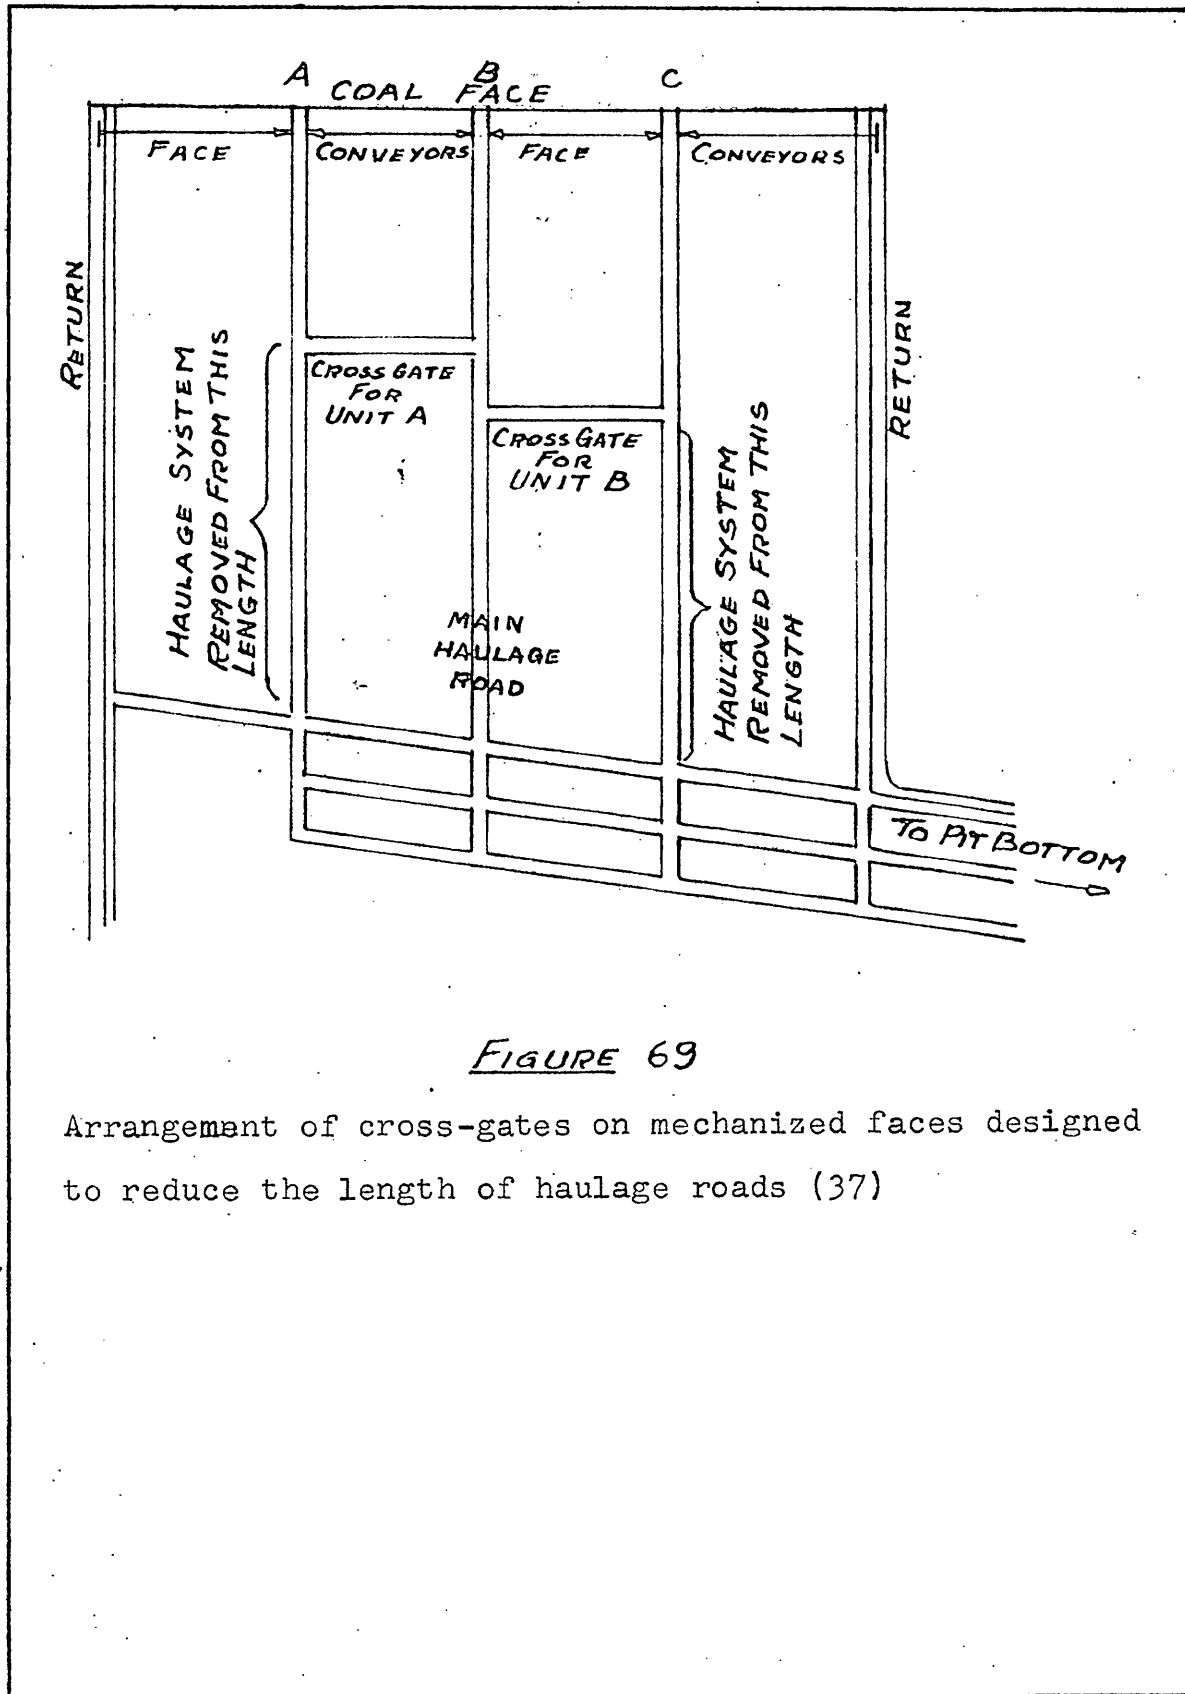 A
B
C
COAL FACE
FACE
CONVEYORS
FACE
CONVEYORS
RETURN
HAULAGE SYSTEM
REMOVED FROM THIS
LENGTH
CROSS GATE
FOR
UNIT A
CROSS GATE
FOR
UNIT B
MAIN
HAULAGE
ROAD
HAULAGE SYSTEM
REMOVED FROM THIS
LENGTH
RETURN
TO PIT BOTTOM
FIGURE 69
Arrangement of cross-gates on mechanized faces designed
to reduce the length of haulage roads (37)